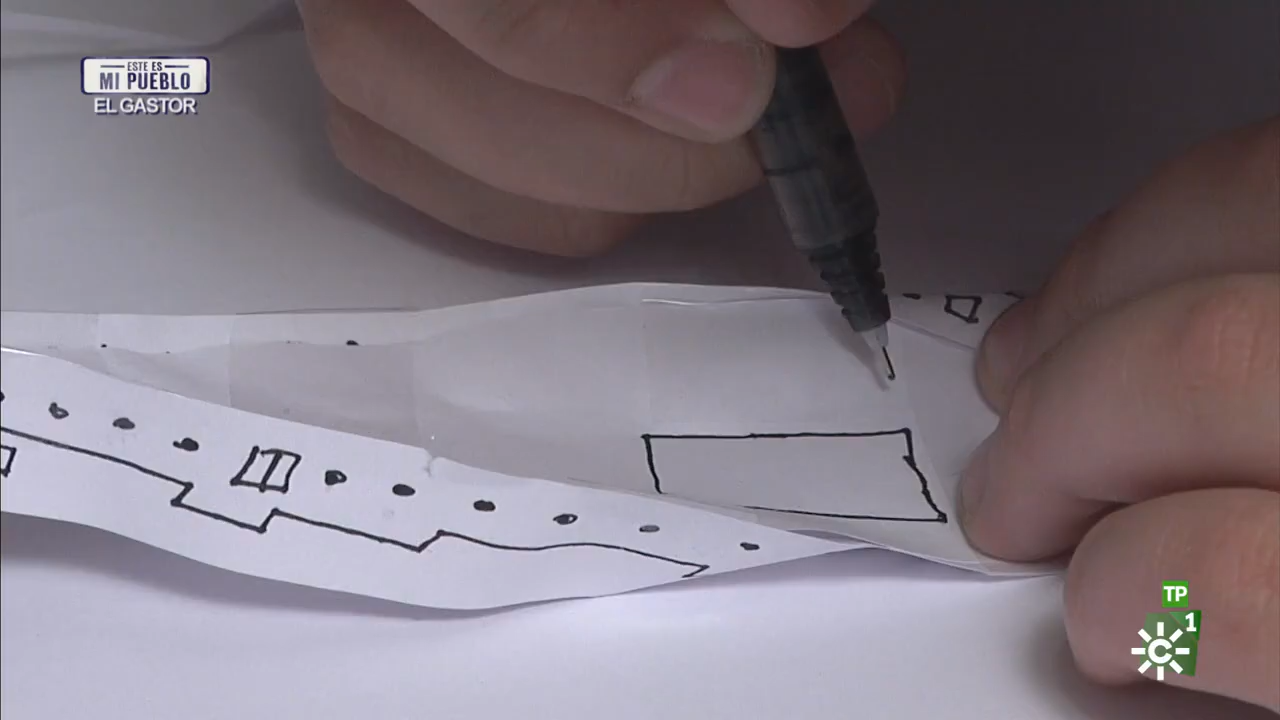 ESTE ES
MI PUEBLO
EL GASTOR
TP
1
C